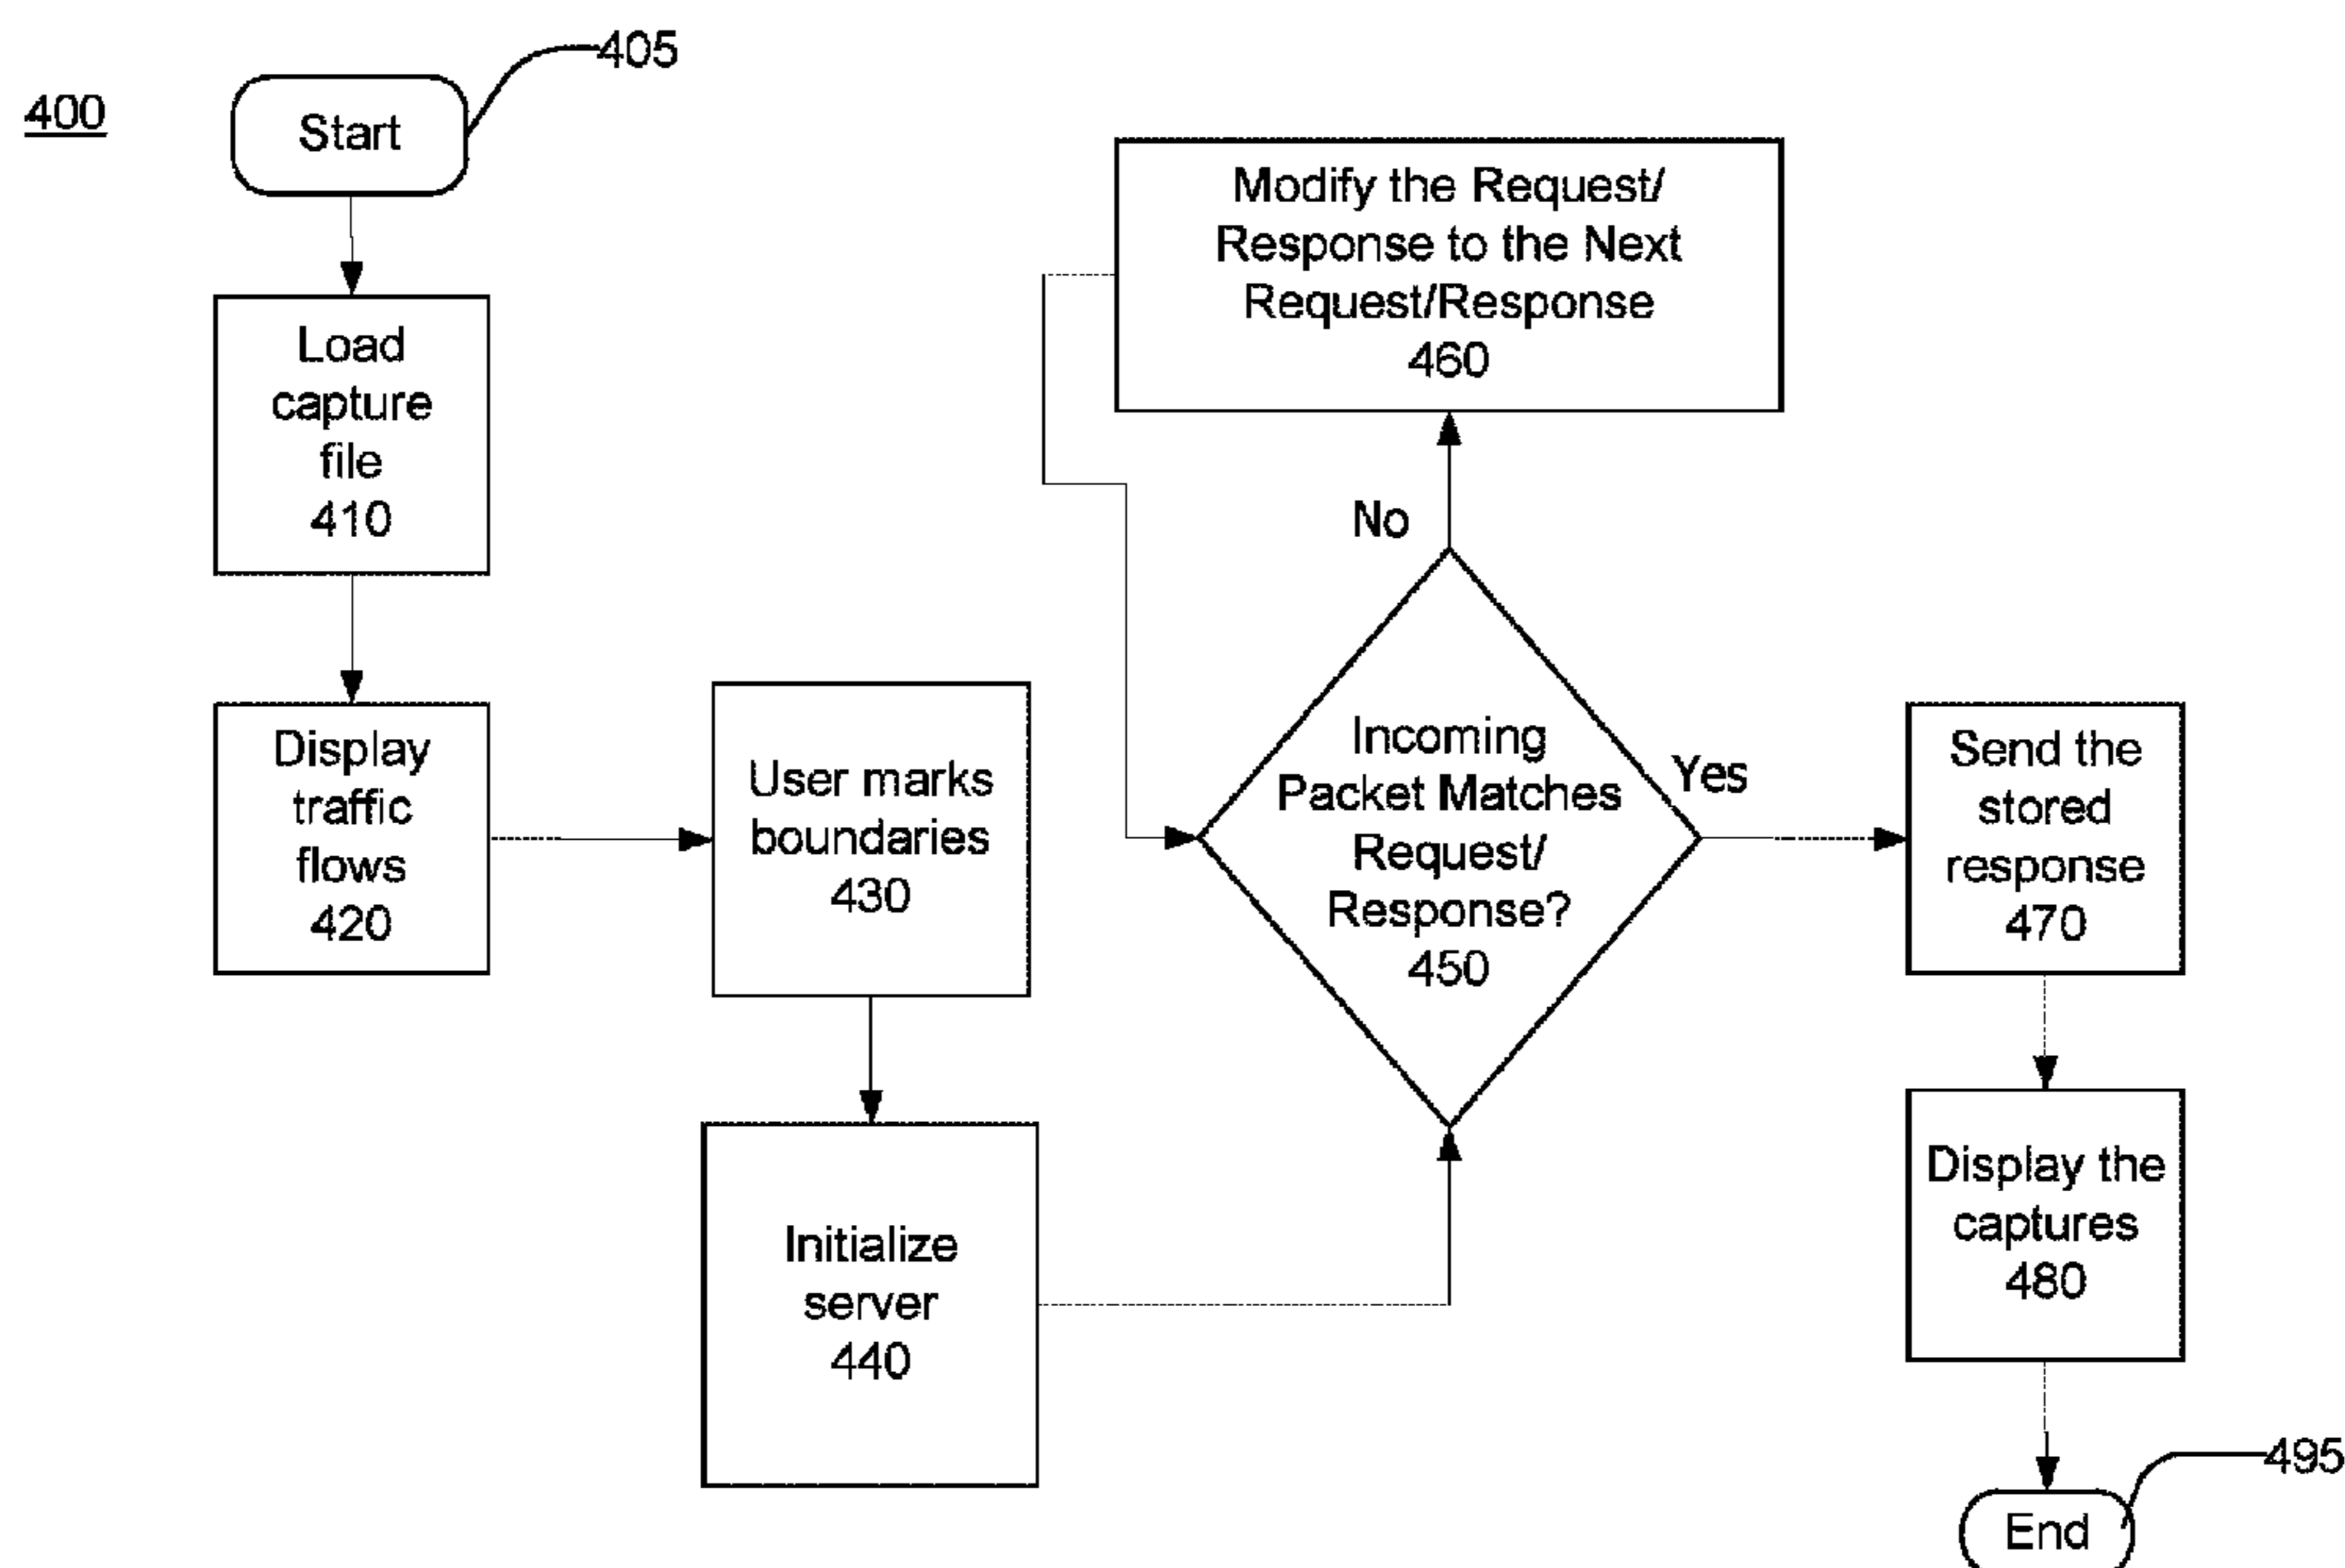 400
405
Start
Load
capture
file
410
Display
traffic
flows
420
User marks
boundaries
430
Initialize
server
440
Modify the Request/
Response to the Next
Request/Response
460
No
Incoming
Packet Matches
Request/
Response?
450
Yes
Send the
stored
response
470
Display the
captures
480
495
End